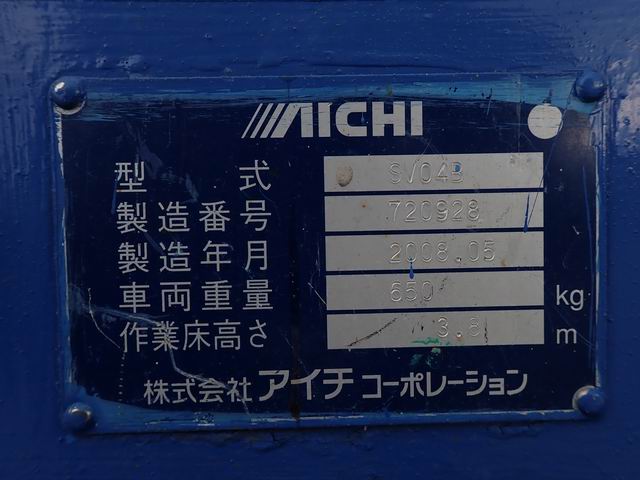 AICHI
型式 SV04B
製造番号 720928
製造年月 2008.05
車両重量 650 kg
作業床高さ 3.8 m
株式会社アイチコーポレーション